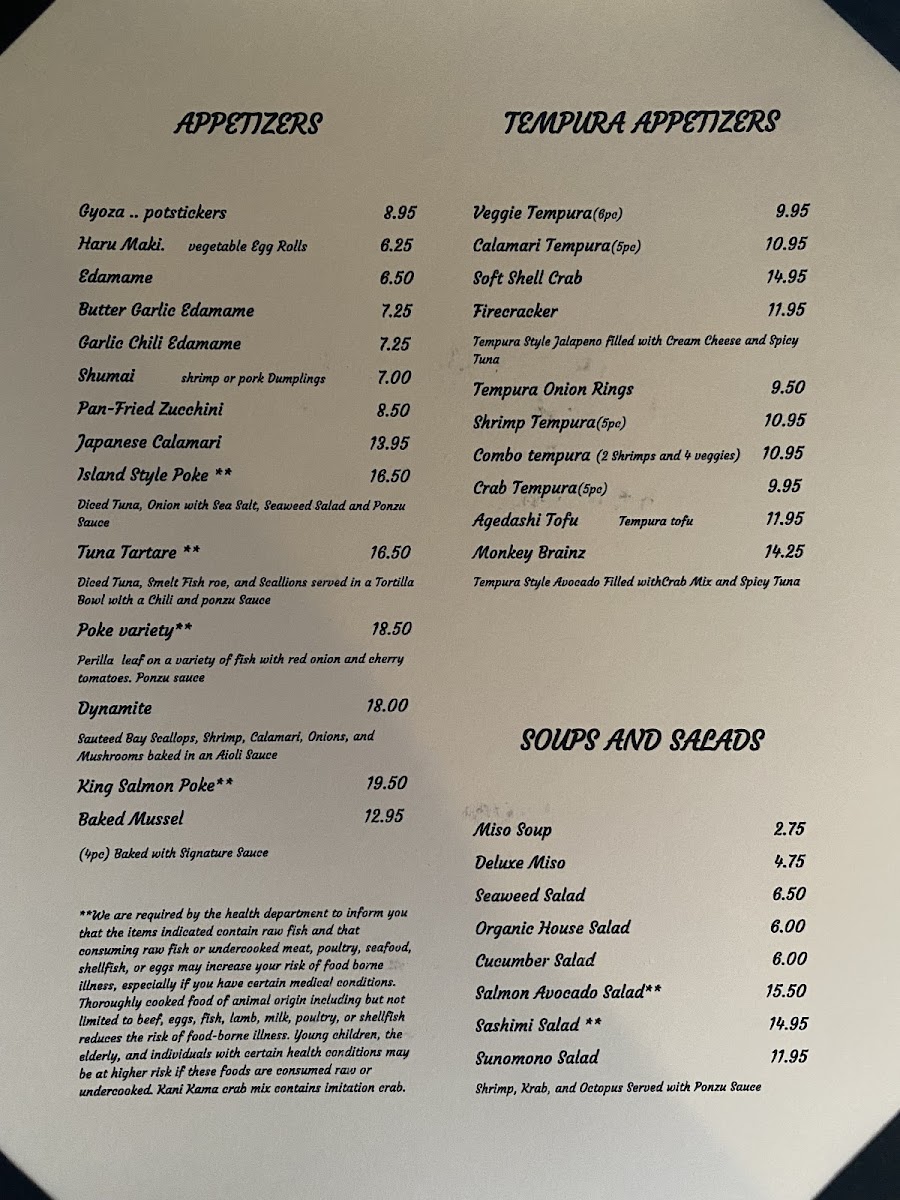 APPETIZERS
Gyoza .. potstickers 8.95
Haru Maki. vegetable Egg Rolls 6.25
Edamame 6.50
Butter Garlic Edamame 7.25
Garlic Chili Edamame 7.25
Shumai shrimp or pork Dumplings 7.00
Pan-Fried Zucchini 8.50
Japanese Calamari 13.95
Island Style Poke ** 16.50
Diced Tuna, Onion with Sea Salt, Seaweed Salad and Ponzu
Sauce
Tuna Tartare ** 16.50
Diced Tuna, Smelt Fish roe, and Scallions served in a Tortilla
Bowl with a Chili and ponzu Sauce
Poke variety** 18.50
Perilla leaf on a variety of fish with red onion and cherry
tomatoes. Ponzu sauce
Dynamite 18.00
Sauteed Bay Scallops, Shrimp, Calamari, Onions, and
Mushrooms baked in an Aioli Sauce
King Salmon Poke** 19.50
Baked Mussel 12.95
(4pc) Baked with Signature Sauce
**We are required by the health department to inform you
that the items indicated contain raw fish and that
consuming raw fish or undercooked meat, poultry, seafood,
shellfish, or eggs may increase your risk of food borne
illness, especially if you have certain medical conditions.
Thoroughly cooked food of animal origin including but not
limited to beef, eggs, fish, lamb, milk, poultry, or shellfish
reduces the risk of food-borne illness. Young children, the
elderly, and individuals with certain health conditions may
be at higher risk if these foods are consumed raw or
undercooked. Kani Kama crab mix contains imitation crab.
TEMPURA APPETIZERS
Veggie Tempura(6pc) 9.95
Calamari Tempura(5pc) 10.95
Soft Shell Crab 14.95
Firecracker 11.95
Tempura Style Jalapeno filled with Cream Cheese and Spicy
Tuna
Tempura Onion Rings 9.50
Shrimp Tempura(5pc) 10.95
Combo tempura (2 Shrimps and 4 veggies) 10.95
Crab Tempura(5pc) 9.95
Agedashi Tofu Tempura tofu 11.95
Monkey Brainz 14.25
Tempura Style Avocado Filled withCrab Mix and Spicy Tuna
SOUPS AND SALADS
Miso Soup 2.75
Deluxe Miso 4.75
Seaweed Salad 6.50
Organic House Salad 6.00
Cucumber Salad 6.00
Salmon Avocado Salad** 15.50
Sashimi Salad ** 14.95
Sunomono Salad 11.95
Shrimp, Krab, and Octopus Served with Ponzu Sauce